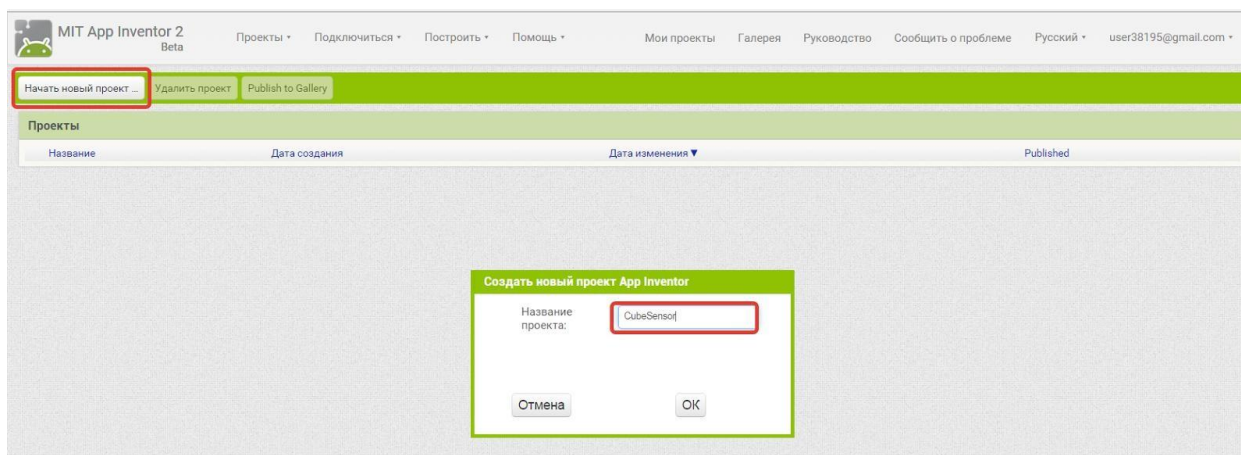 MIT App Inventor 2
Beta
Проекты Подключиться Построить Помощь Мои проекты Галерея Руководство Сообщить о проблеме Русский user38195@gmail.com
Начать новый проект ... Удалить проект Publish to Gallery
Проекты
Название Дата создания Дата изменения Published
Создать новый проект App Inventor
Название
проекта:
CubeSensor
Отмена OK